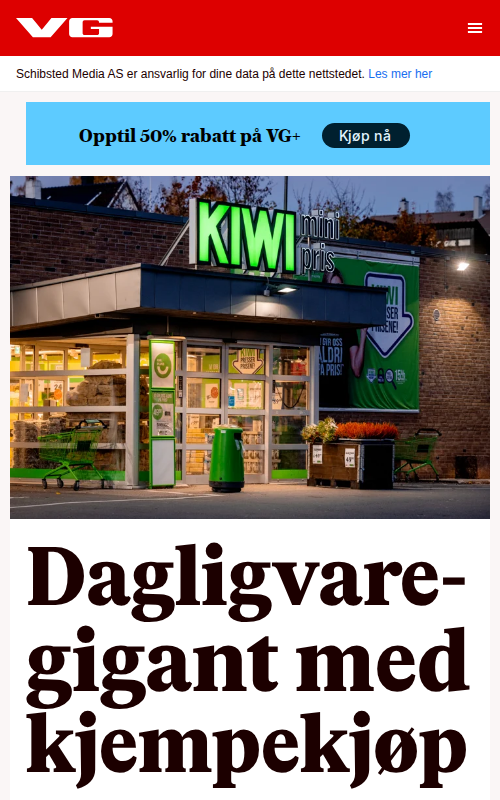 VG
Schibsted Media AS er ansvarlig for dine data på dette nettstedet. Les mer her
Opptil 50% rabatt på VG+ Kjøp nå
KIWI mini
pris
PRISENE!
Dagligvare-
gigant med
kjempekjøp